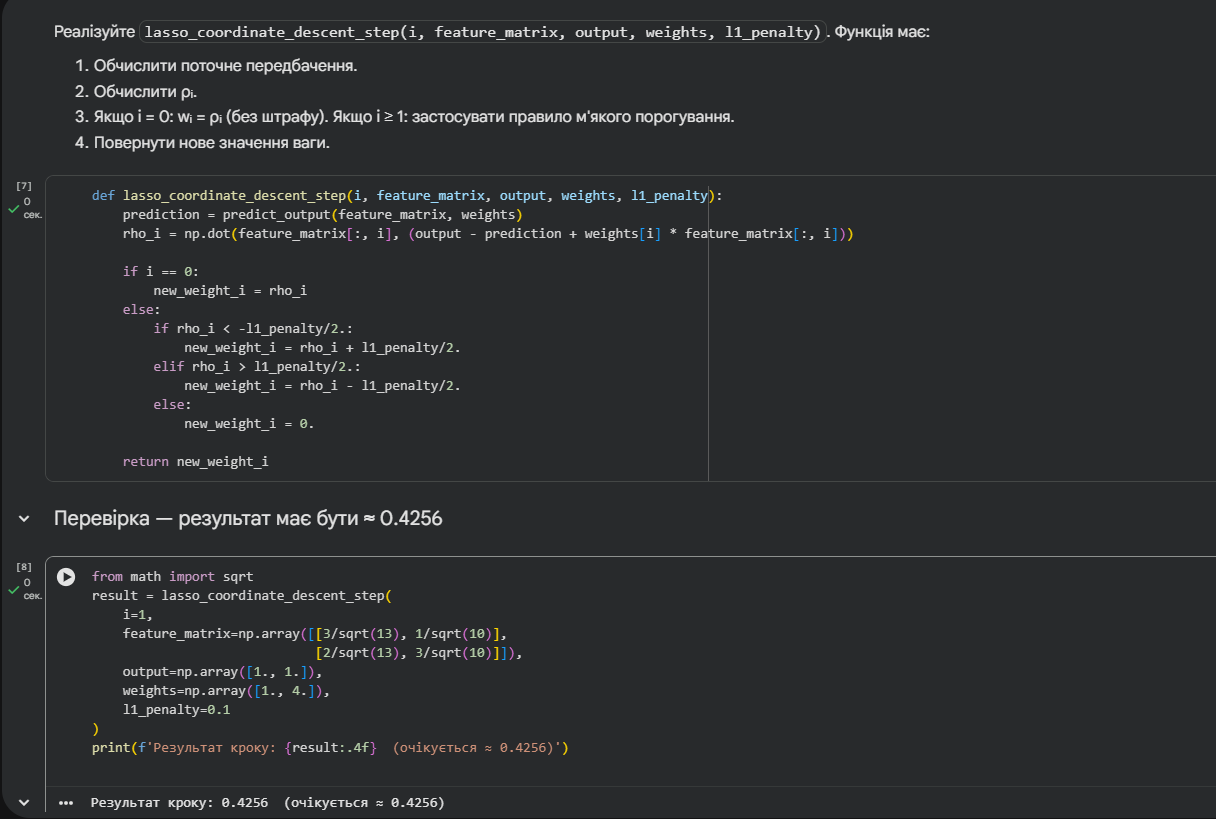 Реалізуйте lasso_coordinate_descent_step(i, feature_matrix, output, weights, l1_penalty). Функція має:
1. Обчислити поточне передбачення.
2. Обчислити ρᵢ.
3. Якщо i = 0: wᵢ = ρᵢ (без штрафу). Якщо i ≥ 1: застосувати правило м'якого порогування.
4. Повернути нове значення ваги.
[7]
0
сек.
def lasso_coordinate_descent_step(i, feature_matrix, output, weights, l1_penalty):
    prediction = predict_output(feature_matrix, weights)
    rho_i = np.dot(feature_matrix[:, i], (output - prediction + weights[i] * feature_matrix[:, i]))

    if i == 0:
        new_weight_i = rho_i
    else:
        if rho_i < -l1_penalty/2.:
            new_weight_i = rho_i + l1_penalty/2.
        elif rho_i > l1_penalty/2.:
            new_weight_i = rho_i - l1_penalty/2.
        else:
            new_weight_i = 0.

    return new_weight_i
Перевірка — результат має бути ≈ 0.4256
[8]
0
сек.
from math import sqrt
result = lasso_coordinate_descent_step(
    i=1,
    feature_matrix=np.array([[3/sqrt(13), 1/sqrt(10)],
                             [2/sqrt(13), 3/sqrt(10)]]),
    output=np.array([1., 1.]),
    weights=np.array([1., 4.]),
    l1_penalty=0.1
)
print(f'Результат кроку: {result:.4f}  (очікується ≈ 0.4256)')
Результат кроку: 0.4256  (очікується ≈ 0.4256)